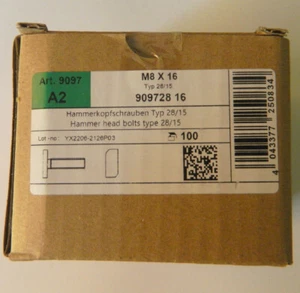 Art. 9097
A2
M8 X 16
Typ 28/15
909728 16
Hammerkopfschrauben Typ 28/15
Hammer head bolts type 28/15
Lot -no.: YX2206-2126P03
100
4 043377 250834